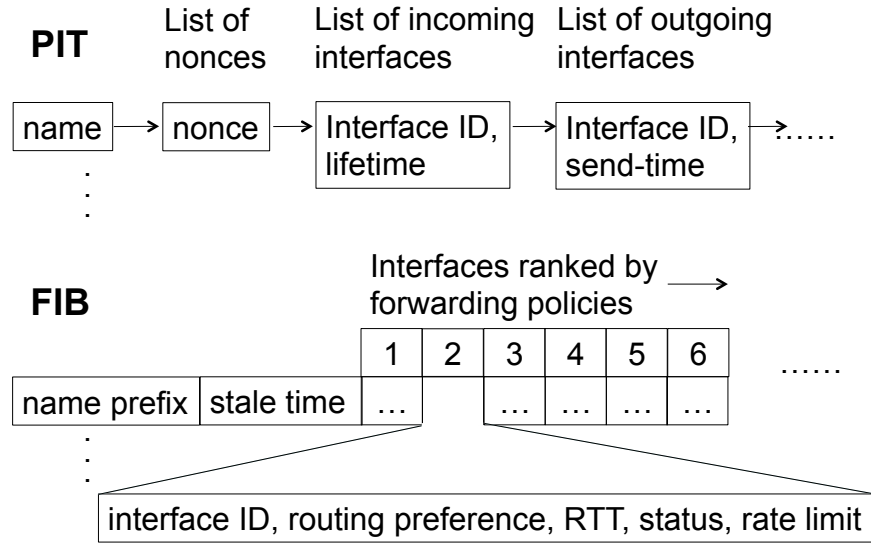 PIT
List of nonces
List of incoming interfaces
List of outgoing interfaces
name
nonce
Interface ID, lifetime
Interface ID, send-time
......
FIB
Interfaces ranked by forwarding policies
1 2 3 4 5 6
......
name prefix stale time ... ... ... ... ...
interface ID, routing preference, RTT, status, rate limit